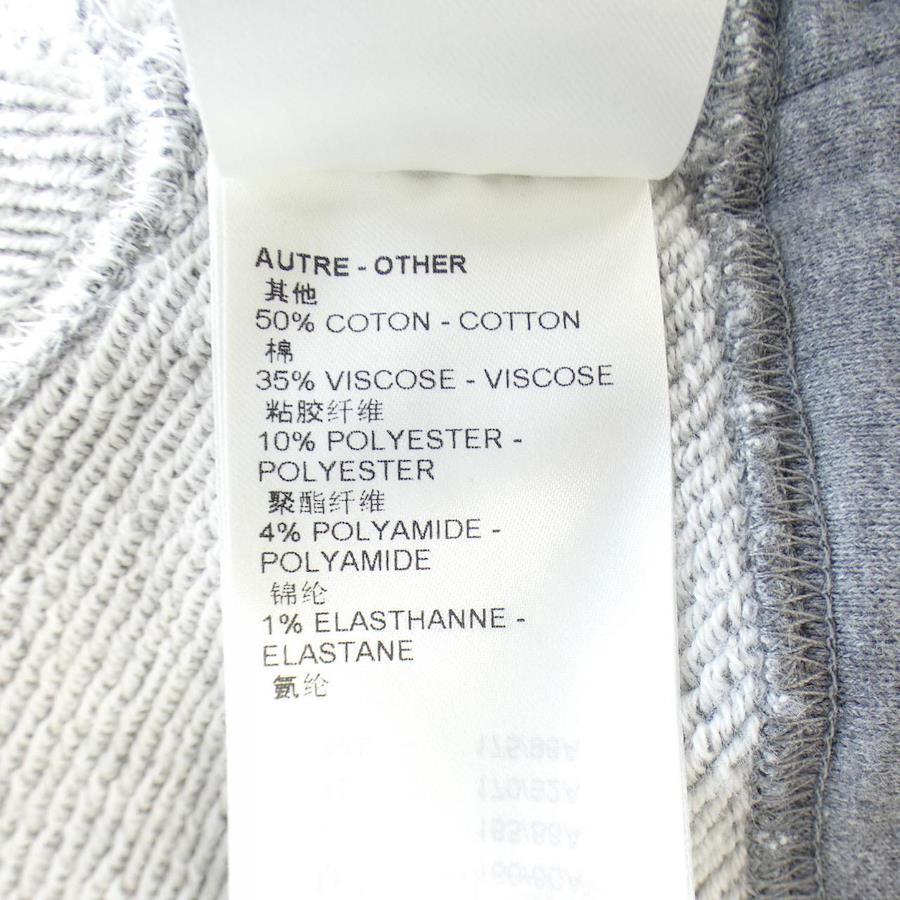 AUTRE - OTHER
其他
50% COTON - COTTON
棉
35% VISCOSE - VISCOSE
粘胶纤维
10% POLYESTER -
POLYESTER
聚酯纤维
4% POLYAMIDE -
POLYAMIDE
锦纶
1% ELASTHANNE -
ELASTANE
氨纶